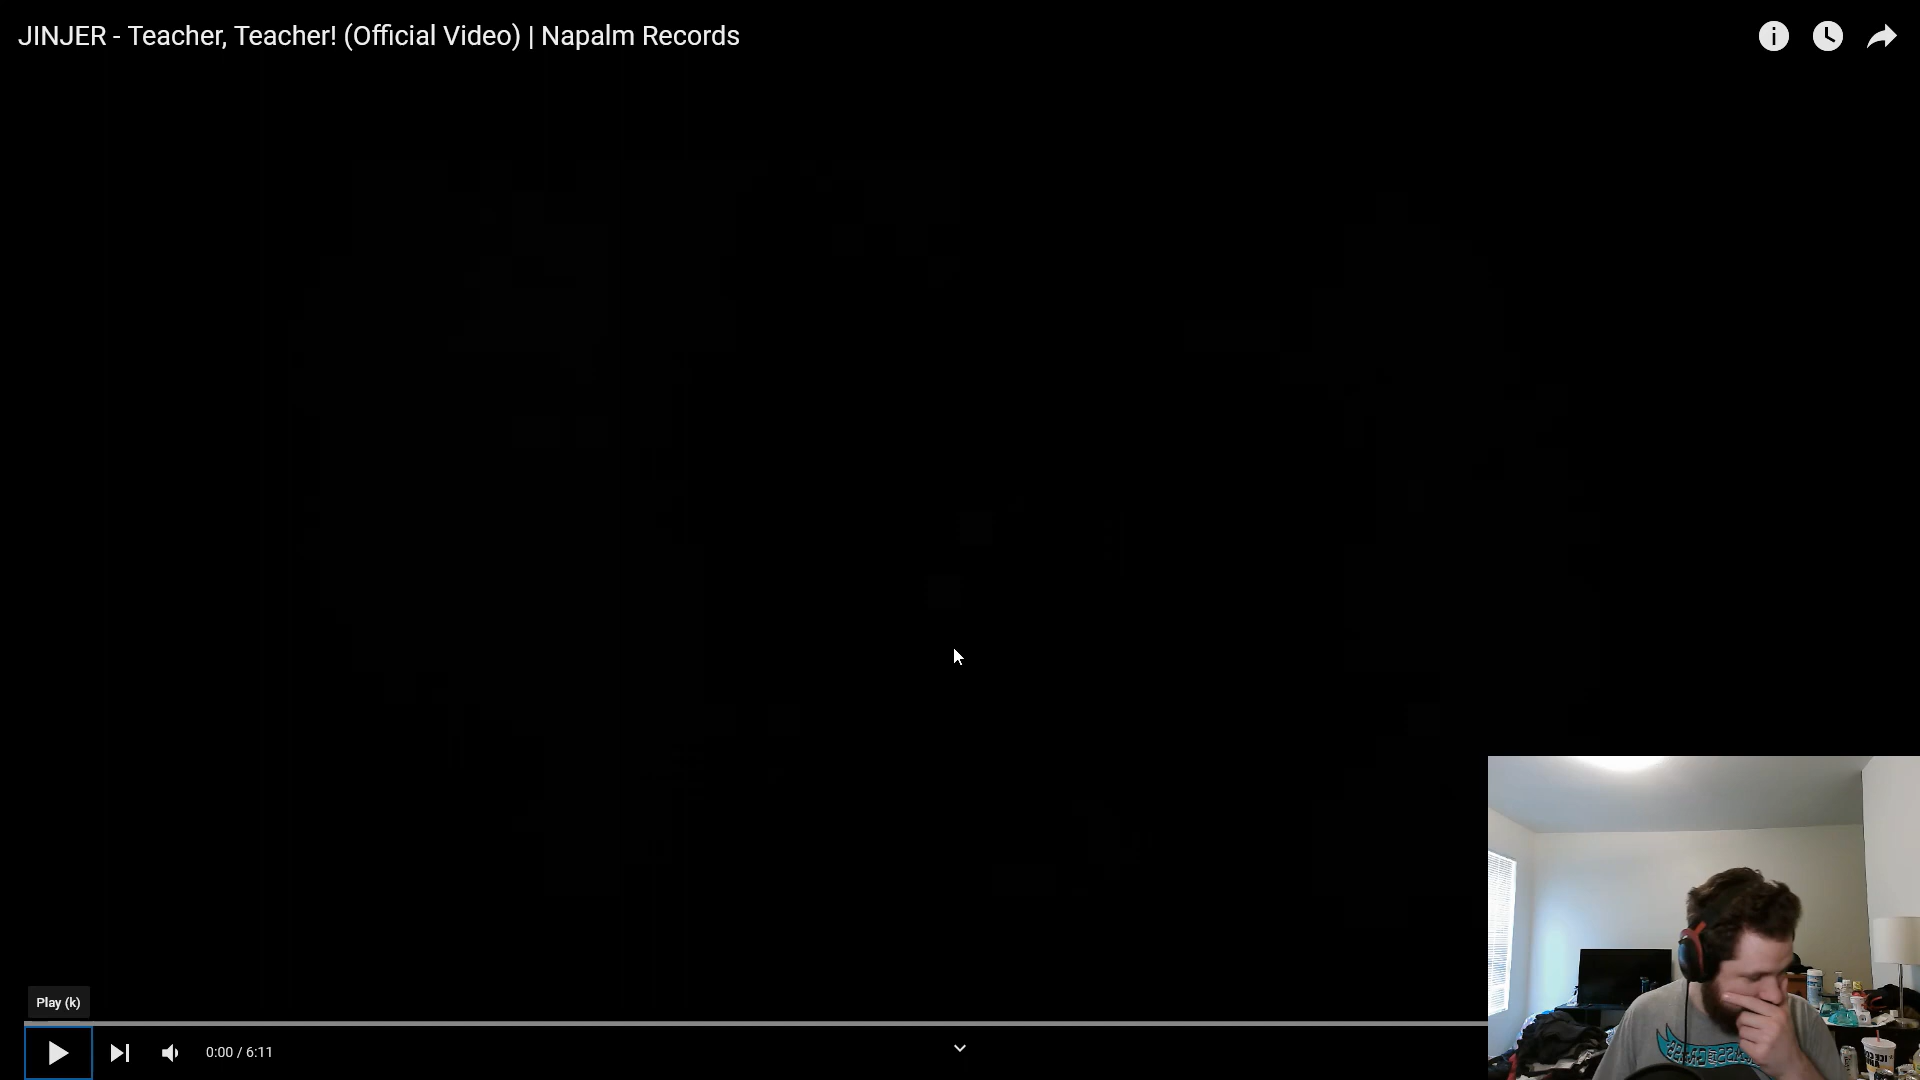 JINJER - Teacher, Teacher! (Official Video) | Napalm Records
Play (k)
0:00 / 6:11